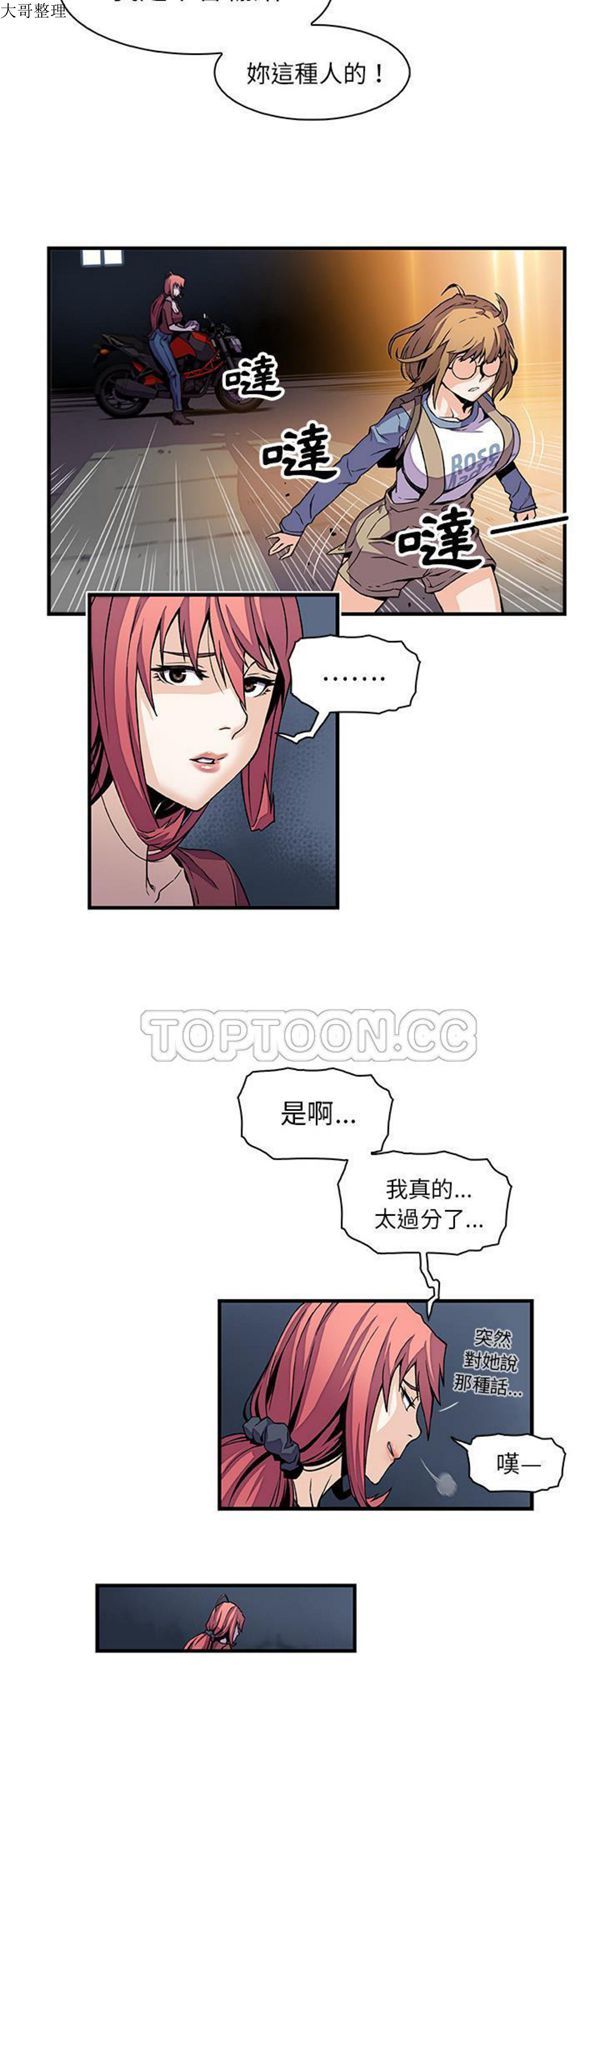 大哥整理
妳這種人的！
噠
噠
噠
BOSO
.......
TOPTOON.CC
是啊...
我真的...
太過分了...
突然
對她說
那種話...
嘆—